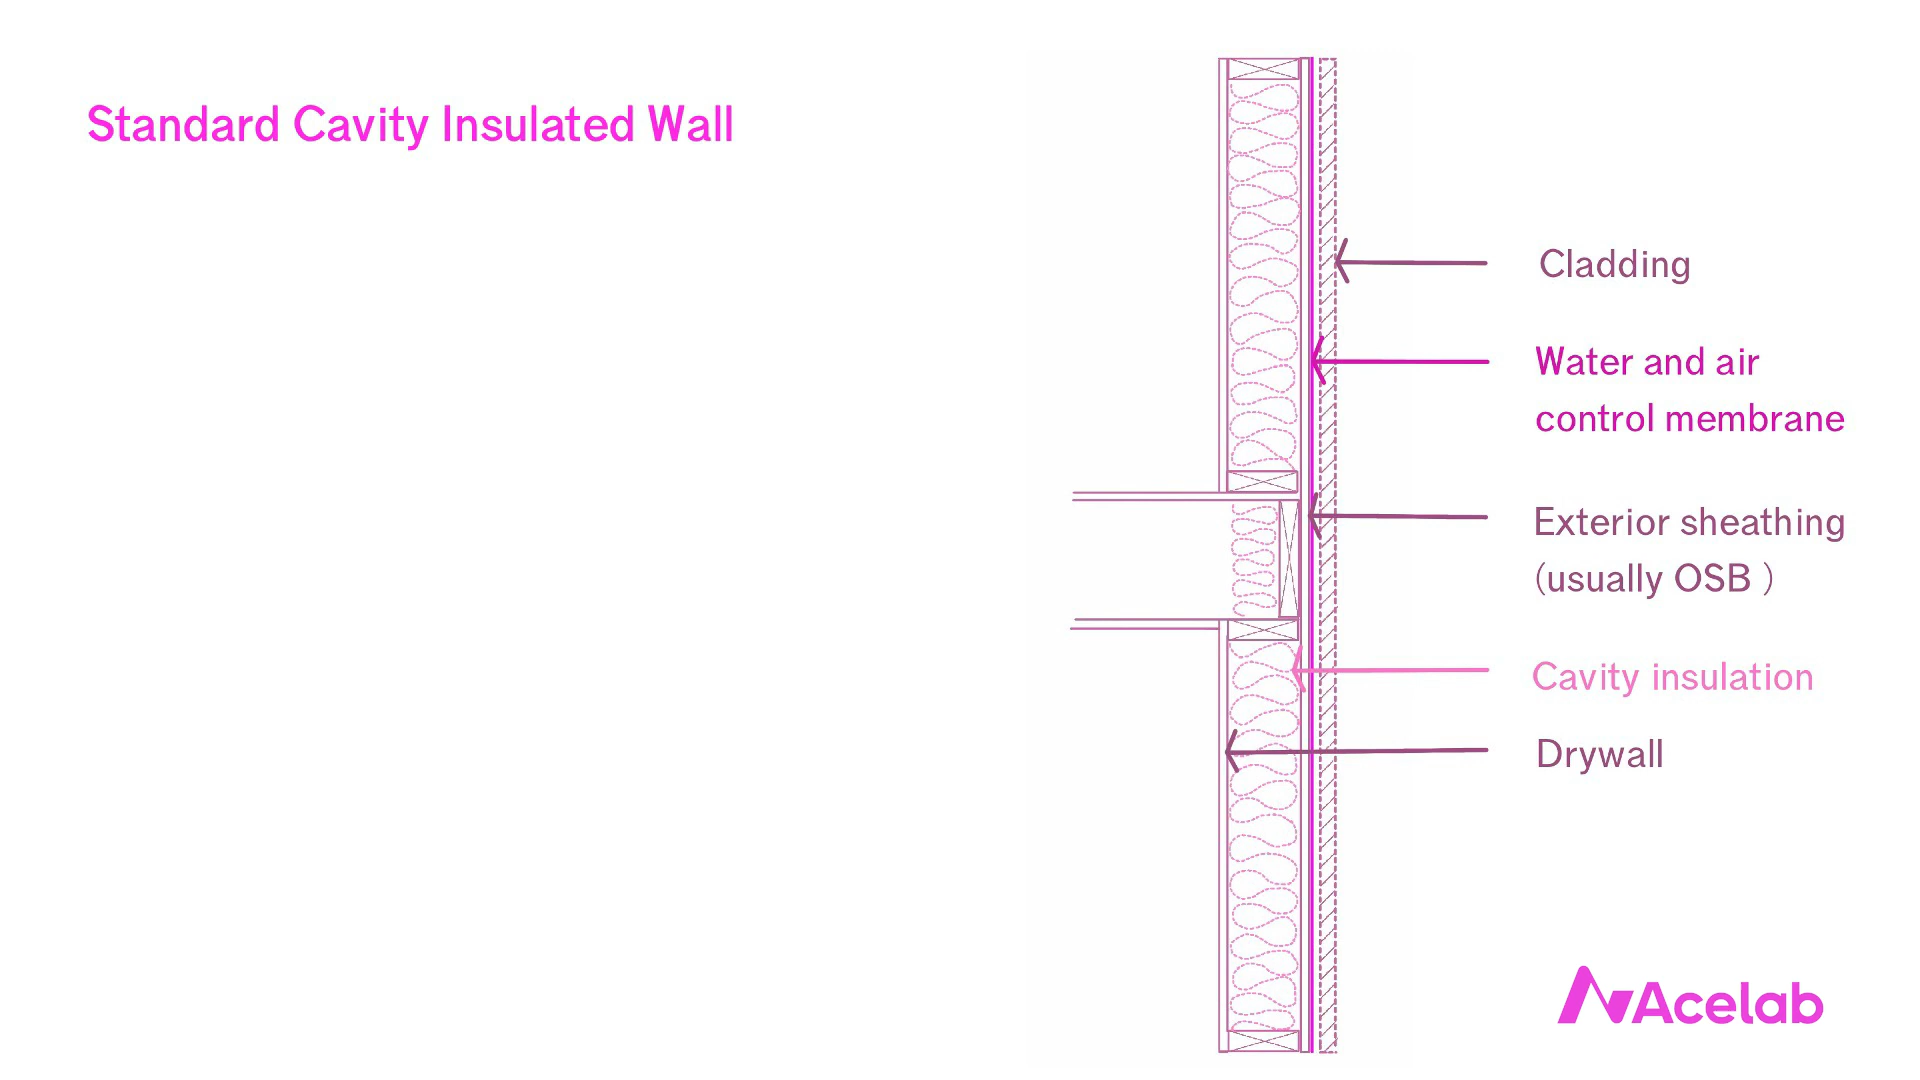 Standard Cavity Insulated Wall
Cladding
Water and air
control membrane
Exterior sheathing
(usually OSB )
Cavity insulation
Drywall
Acelab